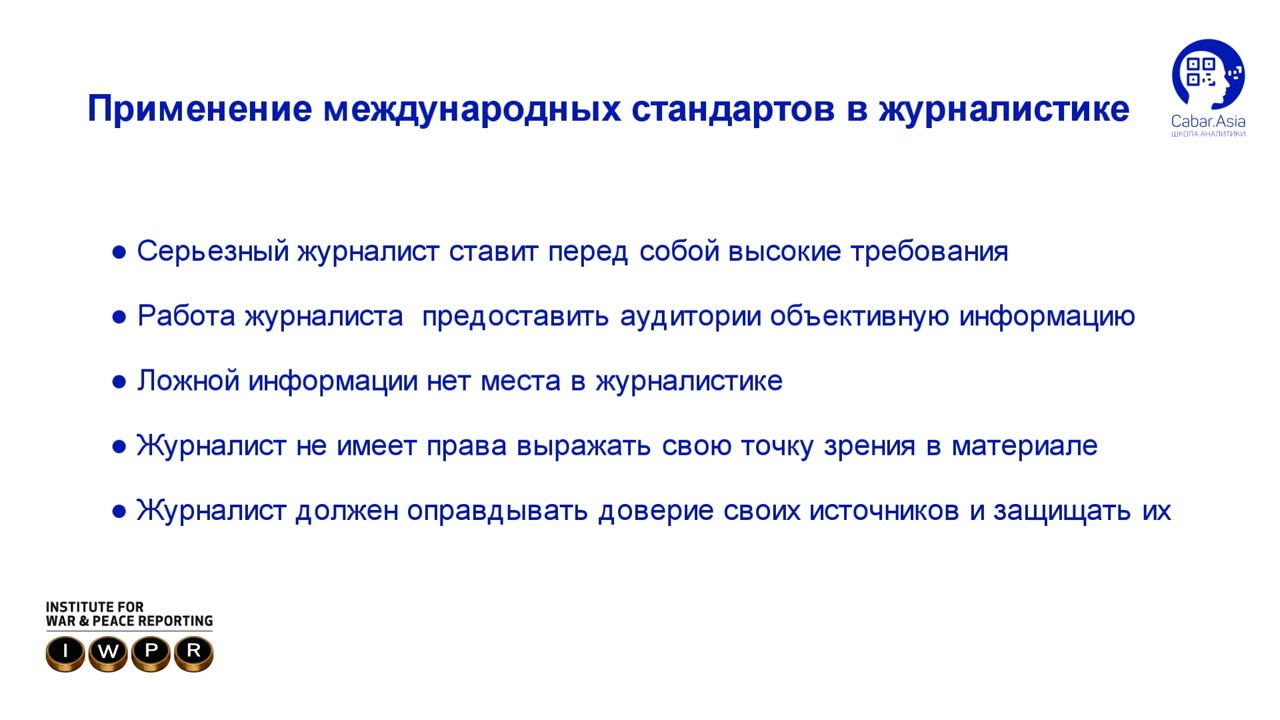 Применение международных стандартов в журналистике
Cabar.Asia
ШКОЛА АНАЛИТИКИ
● Серьезный журналист ставит перед собой высокие требования
● Работа журналиста  предоставить аудитории объективную информацию
● Ложной информации нет места в журналистике
● Журналист не имеет права выражать свою точку зрения в материале
● Журналист должен оправдывать доверие своих источников и защищать их
INSTITUTE FOR
WAR & PEACE REPORTING
I W P R